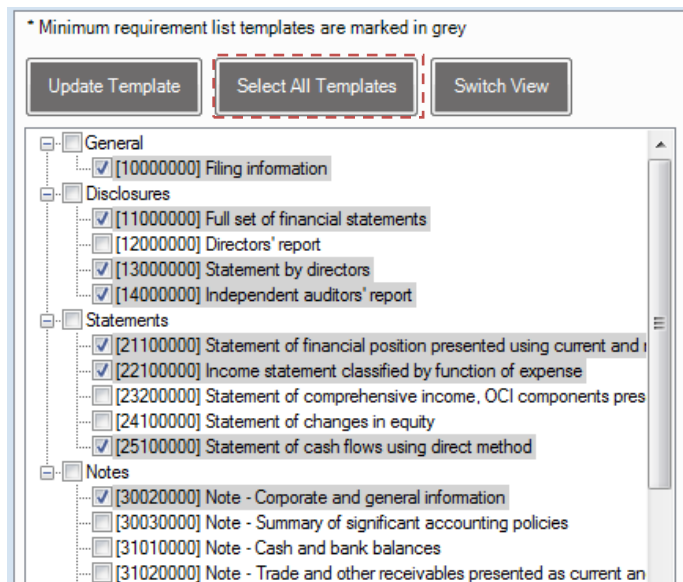 * Minimum requirement list templates are marked in grey
Update Template Select All Templates Switch View
General
[10000000] Filing information
Disclosures
[11000000] Full set of financial statements
[12000000] Directors' report
[13000000] Statement by directors
[14000000] Independent auditors' report
Statements
[21100000] Statement of financial position presented using current and
[22100000] Income statement classified by function of expense
[23200000] Statement of comprehensive income, OCI components pres
[24100000] Statement of changes in equity
[25100000] Statement of cash flows using direct method
Notes
[30020000] Note - Corporate and general information
[30030000] Note - Summary of significant accounting policies
[31010000] Note - Cash and bank balances
[31020000] Note - Trade and other receivables presented as current an